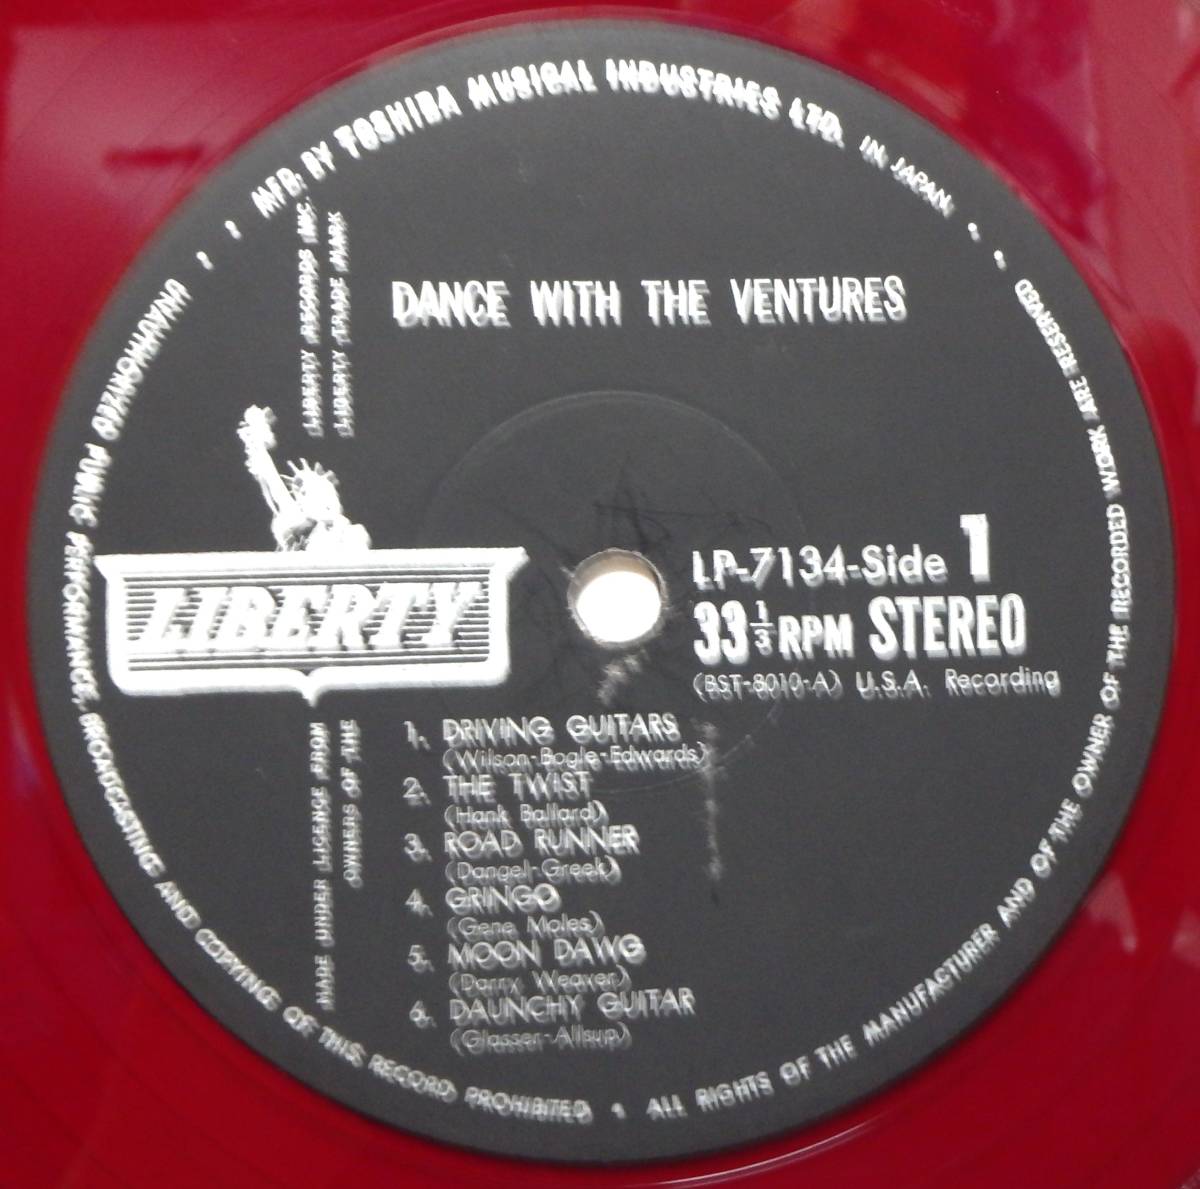 MFD. BY TOSHIBA MUSICAL INDUSTRIES LTD. IN JAPAN.
LIBERTY RECORDS INC.
LIBERTY TRADE MARK
DANCE WITH THE VENTURES
LIBERTY
LP-7134-Side 1
33 1/3 RPM STEREO
(BST-8010-A) U.S.A. Recording
1. DRIVING GUITARS
(Wilson-Bogle-Edwards)
2. THE TWIST
(Hank Ballard)
3. ROAD RUNNER
(Dangel-Greek)
4. GRINGO
(Gene Moles)
5. MOON DAWG
(Darry Weaver)
6. DAUNCHY GUITAR
(Glasser-Allsup)
MADE UNDER LICENCE FROM
OWNERS OF THE
ALL RIGHTS OF THE MANUFACTURER AND OF THE OWNER OF THE RECORDED WORK ARE RESERVED
UNAUTHORIZED PUBLIC PERFORMANCE, BROADCASTING AND COPYING OF THIS RECORD PROHIBITED